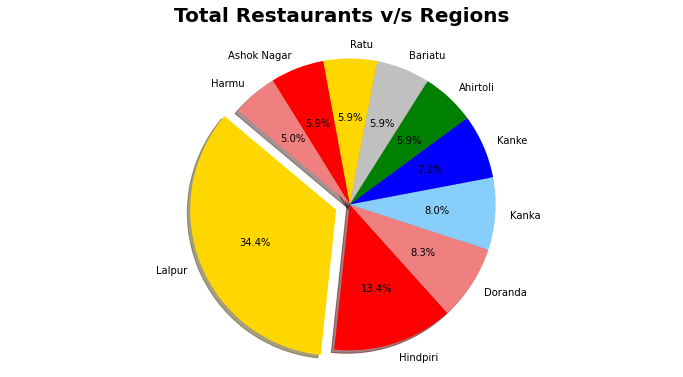 Total Restaurants v/s Regions
Ratu
Ashok Nagar
Bariatu
Harmu
Ahirtoli
5.9%
5.9%
5.9%
5.0%
5.9%
Kanke
7.1%
8.0%
Kanka
34.4%
8.3%
Lalpur
13.4%
Doranda
Hindpiri